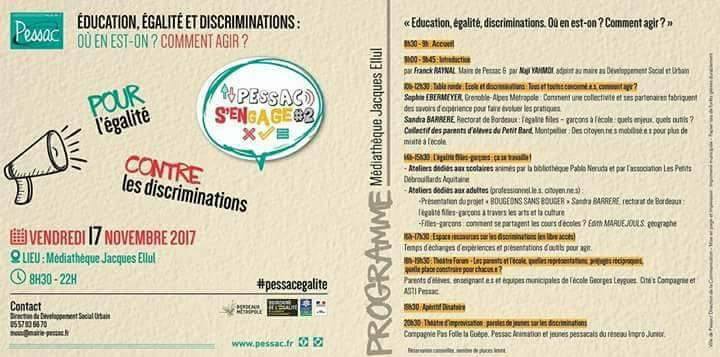 Pessac
ÉDUCATION, ÉGALITÉ ET DISCRIMINATIONS :
OÙ EN EST-ON ? COMMENT AGIR ?
PESSAC
S'ENGAGE #2
POUR
l'égalité
CONTRE
les discriminations
VENDREDI 17 NOVEMBRE 2017
LIEU : Médiathèque Jacques Ellul
8H30 - 22H
#pessacegalite
Contact
Direction du Développement Social Urbain
05 57 93 66 70
muss@mairie-pessac.fr
BORDEAUX
MÉTROPOLE
www.pessac.fr
PROGRAMME
Médiathèque Jacques Ellul
« Education, égalité, discriminations. Où en est-on ? Comment agir ? »
8h30 - 9h : Accueil
9h00 - 9h45 : Introduction
par Franck RAYNAL, Maire de Pessac & par Naji YAHMDI, adjoint au maire au Développement Social et Urbain
10h-12h30 : Table ronde : Ecole et discriminations : Tous et toutes concerné.e.s, comment agir ?
Sophie EBERMEYER, Grenoble-Alpes Métropole : Comment une collectivité et ses partenaires fabriquent
des savoirs d'expérience pour faire évoluer les pratiques.
Sandra BARRERE, Rectorat de Bordeaux : l'égalité filles – garçons à l'école : quels enjeux, quels outils ?
Collectif des parents d'élèves du Petit Bard, Montpellier : Des citoyen.ne.s mobilisé.e.s pour plus de
mixité à l'école.
14h-15h30 : L'égalité filles-garçons : ça se travaille !
- Ateliers dédiés aux scolaires animés par la bibliothèque Pablo Neruda et par l'association Les Petits
Débrouillards Aquitaine
- Ateliers dédiés aux adultes (professionnel.le.s, citoyen.ne.s) :
-Présentation du projet « BOUGEONS SANS BOUGER » Sandra BARRERE, rectorat de Bordeaux :
l'égalité filles-garçons à travers les arts et la culture
-Filles-garçons : comment se partagent les cours d'écoles ? Edith MARUEJOULS, géographe
16h-17h30 : Espace ressources sur les discriminations (en libre accès)
Temps d'échanges d'expériences et présentations d'outils pour agir.
18h-19h30 : Théâtre Forum - Les parents et l'école, quelles représentations, préjugés réciproques,
quelle place construire pour chacun.e ?
Parents d'élèves, enseignant.e.s et équipes municipales de l'école Georges Leygues. Cité's Compagnie et
ASTI Pessac.
19h30 : Apéritif Dinatoire
20h30 : Théâtre d'improvisation : paroles de jeunes sur les discriminations
Compagnie Pas Folle la Guêpe, Pessac Animation et jeunes pessacais du réseau Impro Junior.
Réservation conseillée, nombre de places limité.